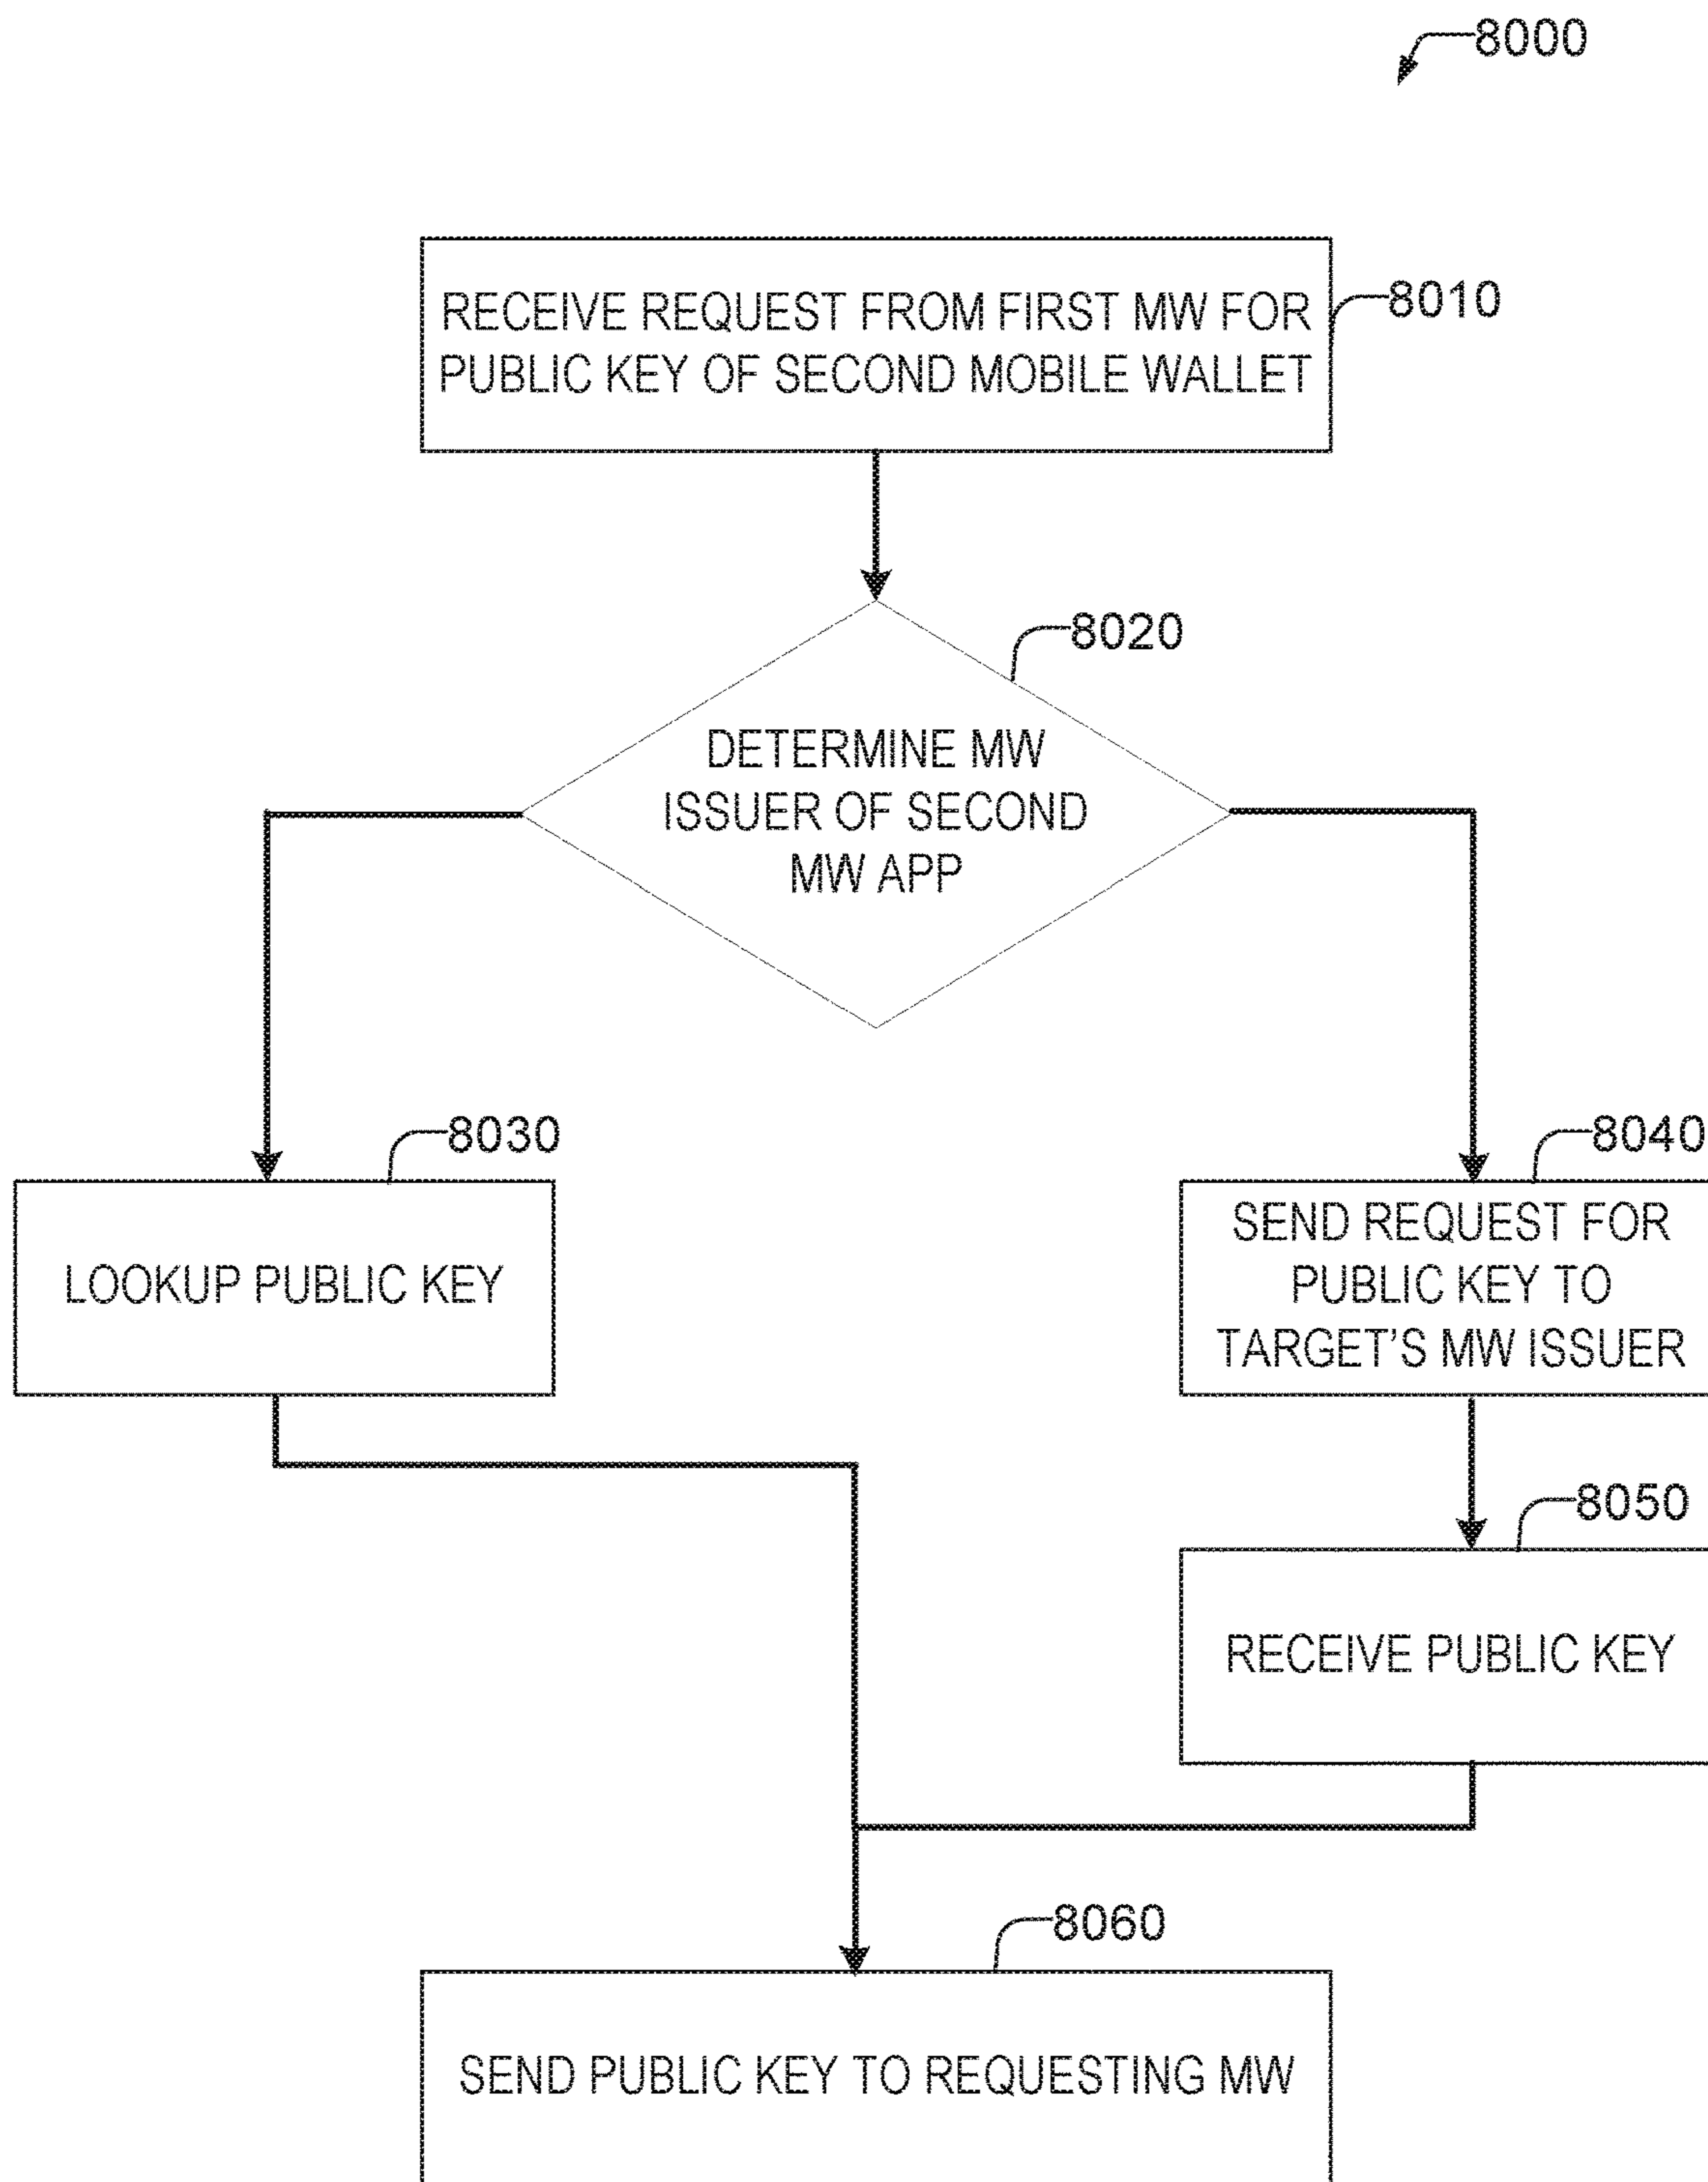 8000
RECEIVE REQUEST FROM FIRST MW FOR
PUBLIC KEY OF SECOND MOBILE WALLET
8010
8020
DETERMINE MW
ISSUER OF SECOND
MW APP
8030
LOOKUP PUBLIC KEY
8040
SEND REQUEST FOR
PUBLIC KEY TO
TARGET'S MW ISSUER
8050
RECEIVE PUBLIC KEY
8060
SEND PUBLIC KEY TO REQUESTING MW